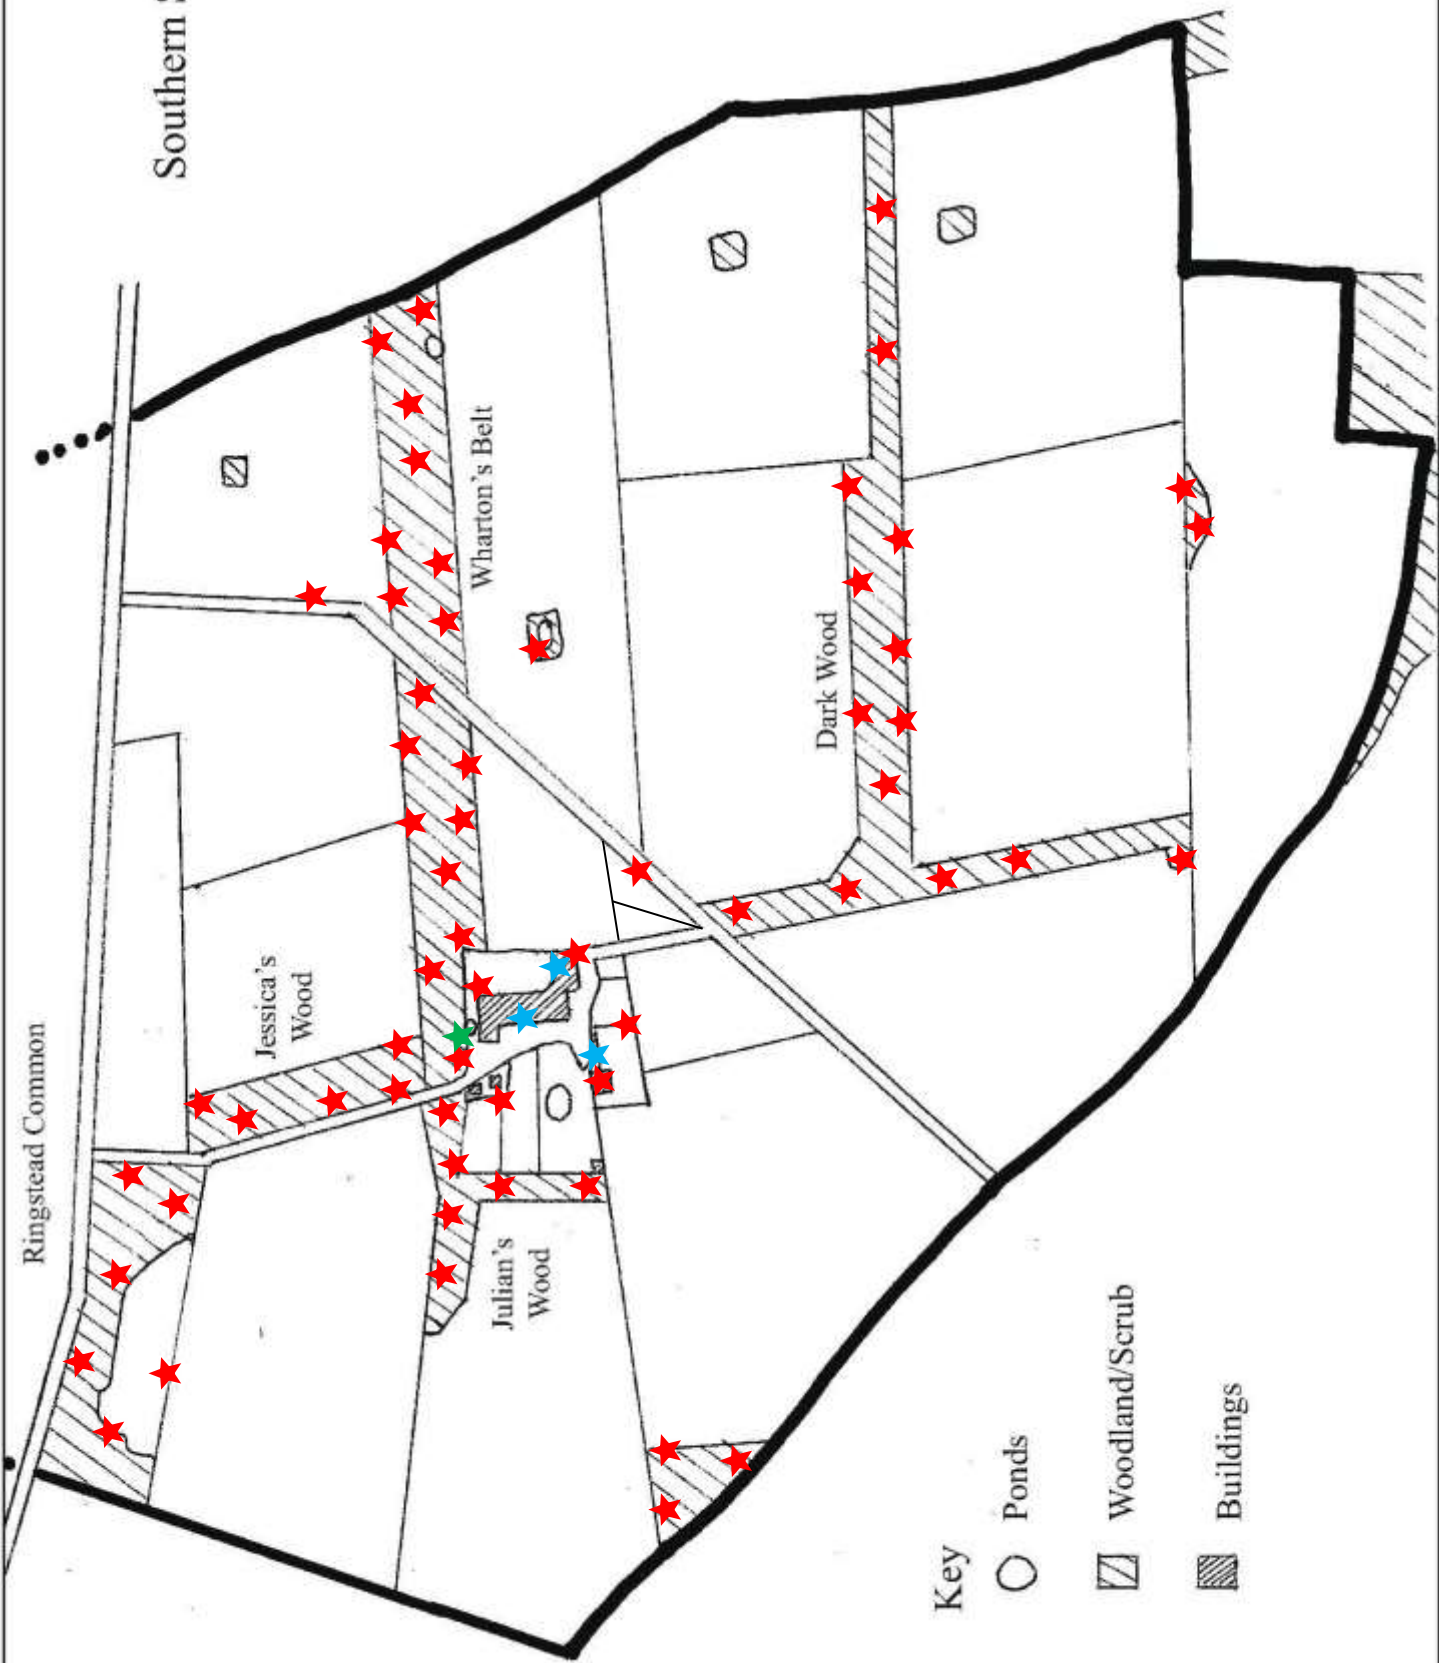 Southern S
Ringstead Common
Jessica's
Wood
Wharton's Belt
Dark Wood
Julian's
Wood
Key
Ponds
Woodland/Scrub
Buildings